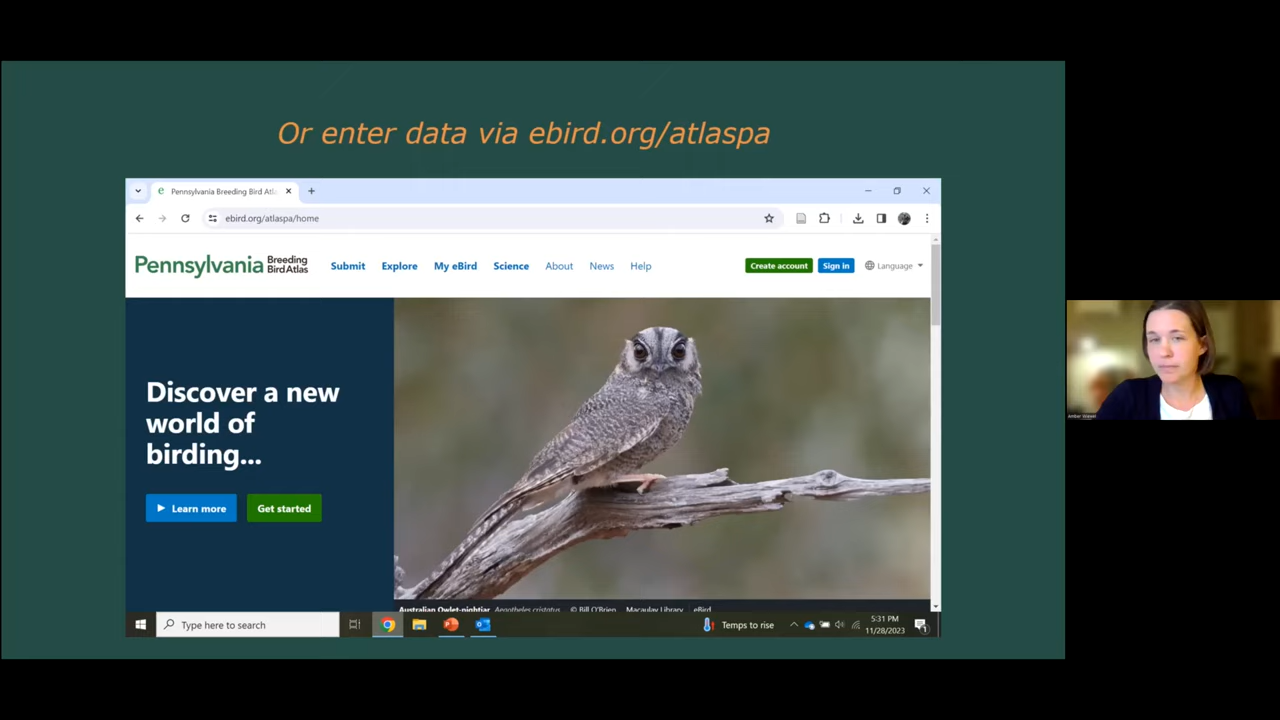 Or enter data via ebird.org/atlaspa
Pennsylvania Breeding Bird Atl
ebird.org/atlaspa/home
Pennsylvania Breeding Bird Atlas
Submit Explore My eBird Science About News Help
Create account Sign in Language
Discover a new
world of
birding...
Learn more Get started
Australian Owlet-nightjar Aegotheles cristatus © Bill O'Brien Macaulay Library eBird
Type here to search
Temps to rise
5:31 PM
11/28/2023
1